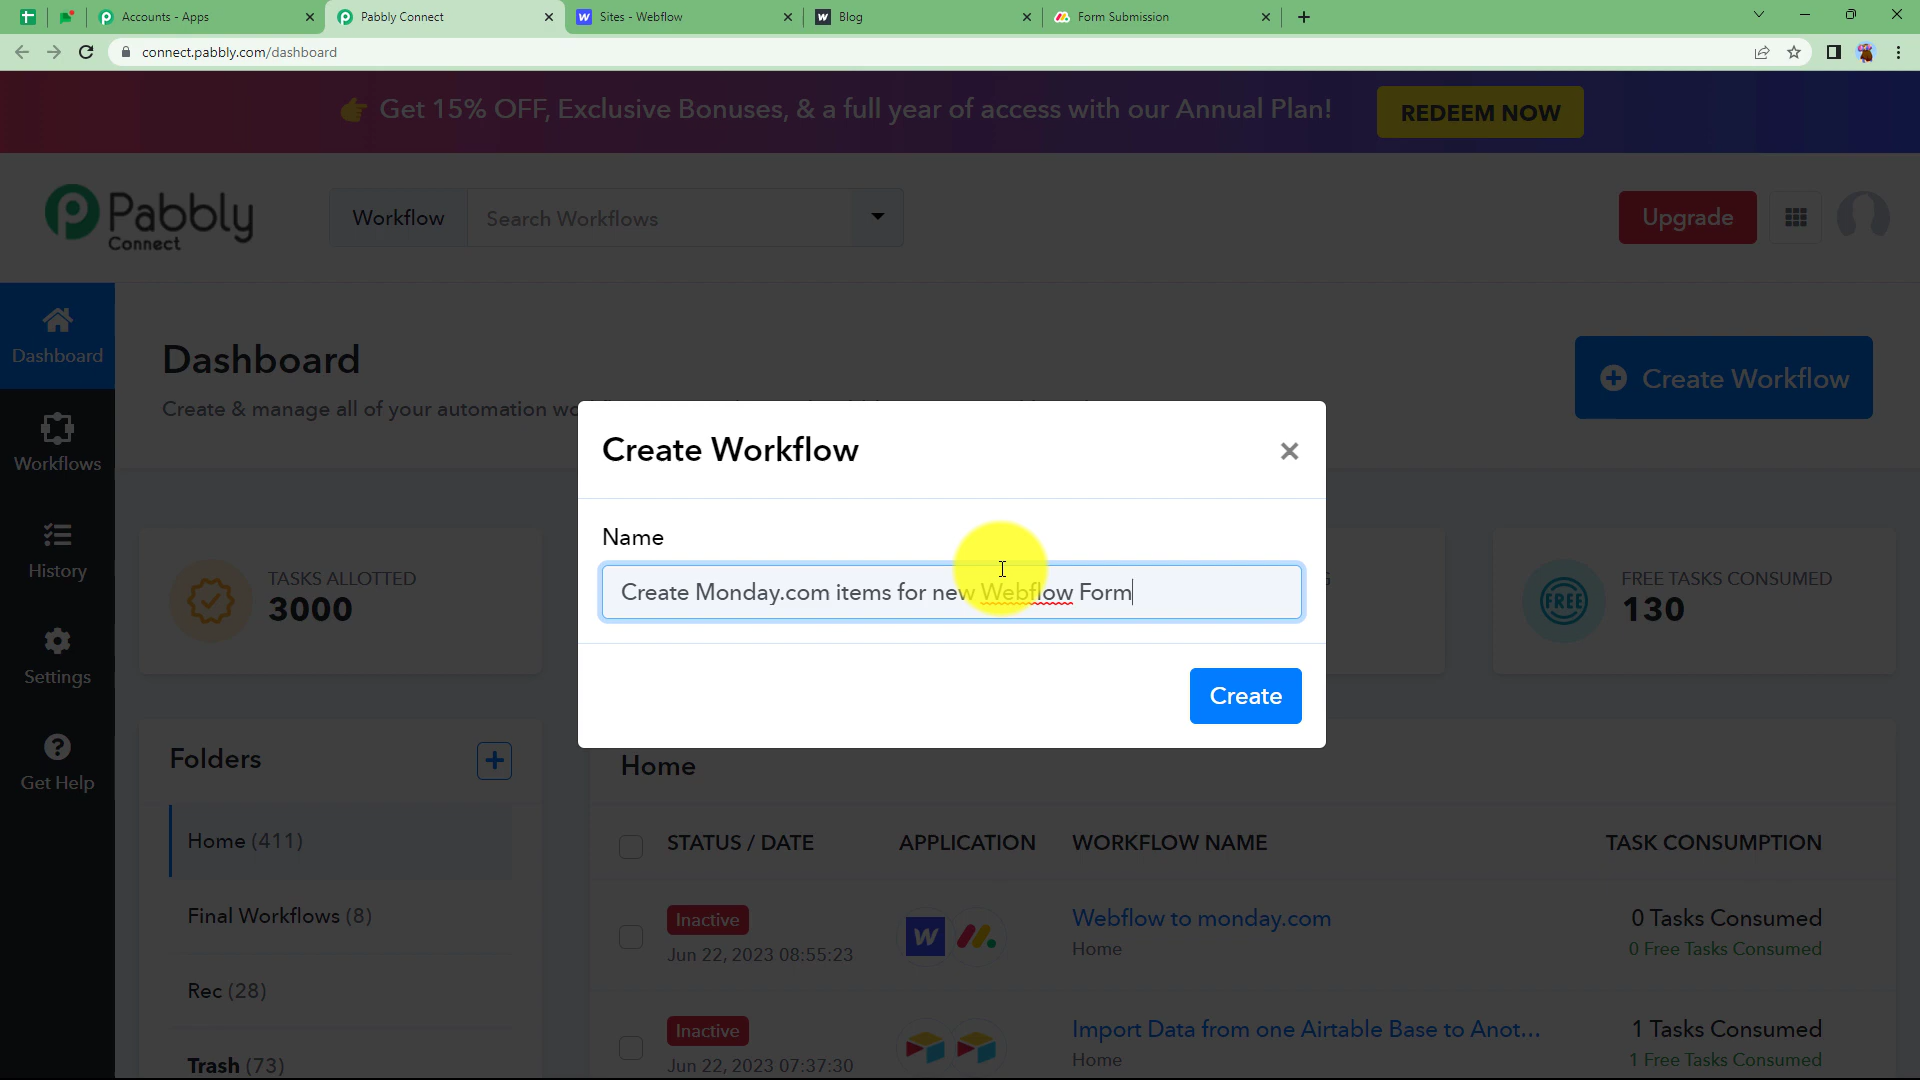 Accounts - Apps
Pabbly Connect
Sites - Webflow
Blog
Form Submission
connect.pabbly.com/dashboard
Get 15% OFF, Exclusive Bonuses, & a full year of access with our Annual Plan!
REDEEM NOW
Pabbly
Connect
Workflow
Search Workflows
Upgrade
Dashboard
Workflows
History
Settings
Get Help
Dashboard
Create & manage all of your automation
Create Workflow
Create Workflow
Name
Create Monday.com items for new Webflow Form
Create
TASKS ALLOTTED
3000
FREE TASKS CONSUMED
FREE
130
Folders
Home (411)
Final Workflows (8)
Rec (28)
Trash (73)
Home
STATUS / DATE APPLICATION WORKFLOW NAME TASK CONSUMPTION
Inactive
Jun 22, 2023 08:55:23
Webflow to monday.com
Home
0 Tasks Consumed
0 Free Tasks Consumed
Inactive
Jun 22, 2023 07:37:30
Import Data from one Airtable Base to Anot...
Home
1 Tasks Consumed
1 Free Tasks Consumed